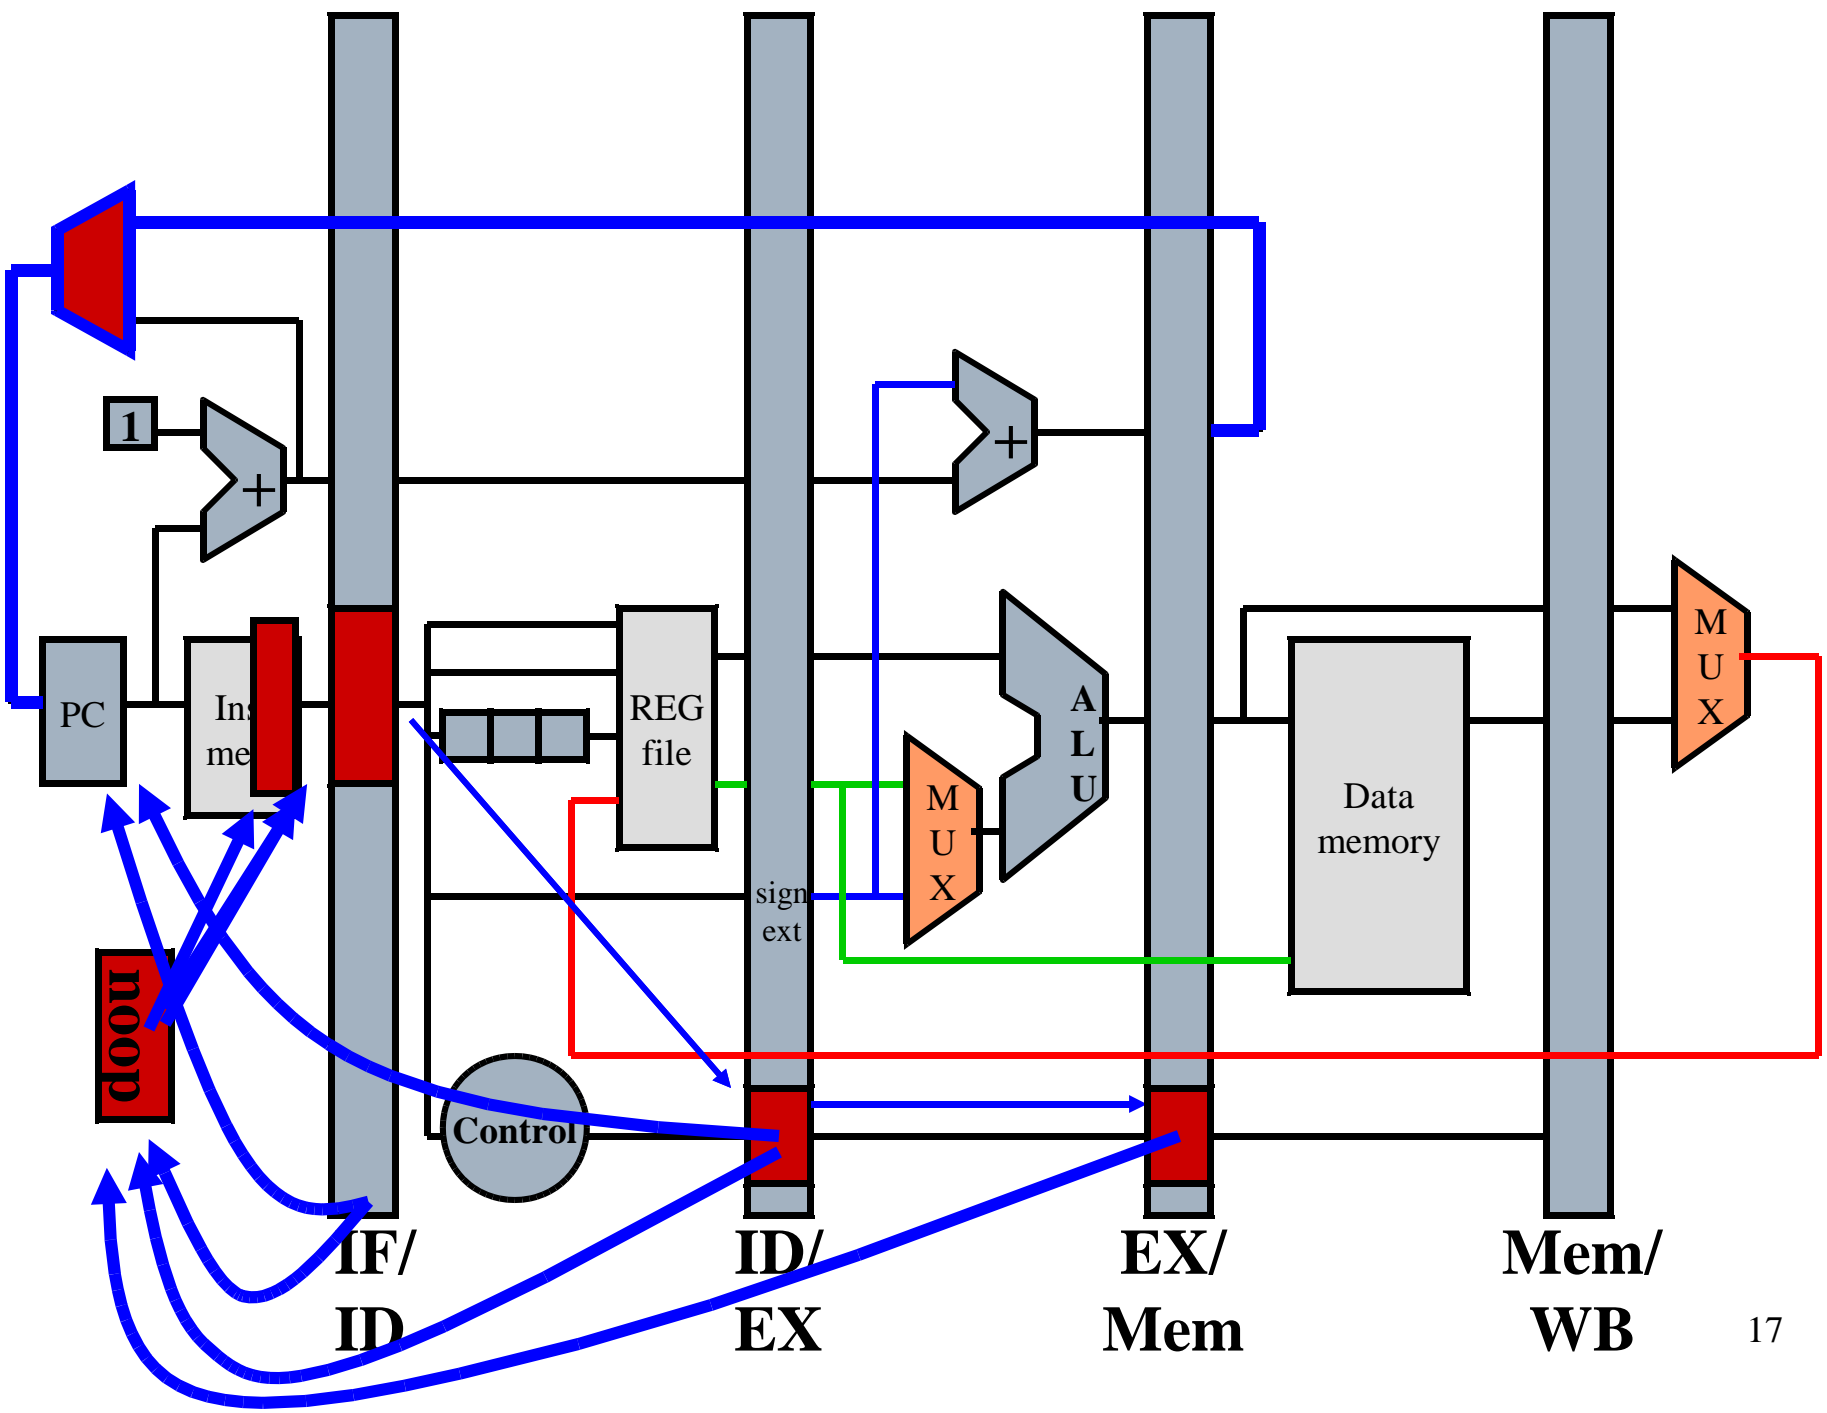 1
+
+
PC
Ins
me
REG
file
M
U
X
A
L
U
Data
memory
M
U
X
sign
ext
noop
Control
IF/
ID
ID/
EX
EX/
Mem
Mem/
WB
17